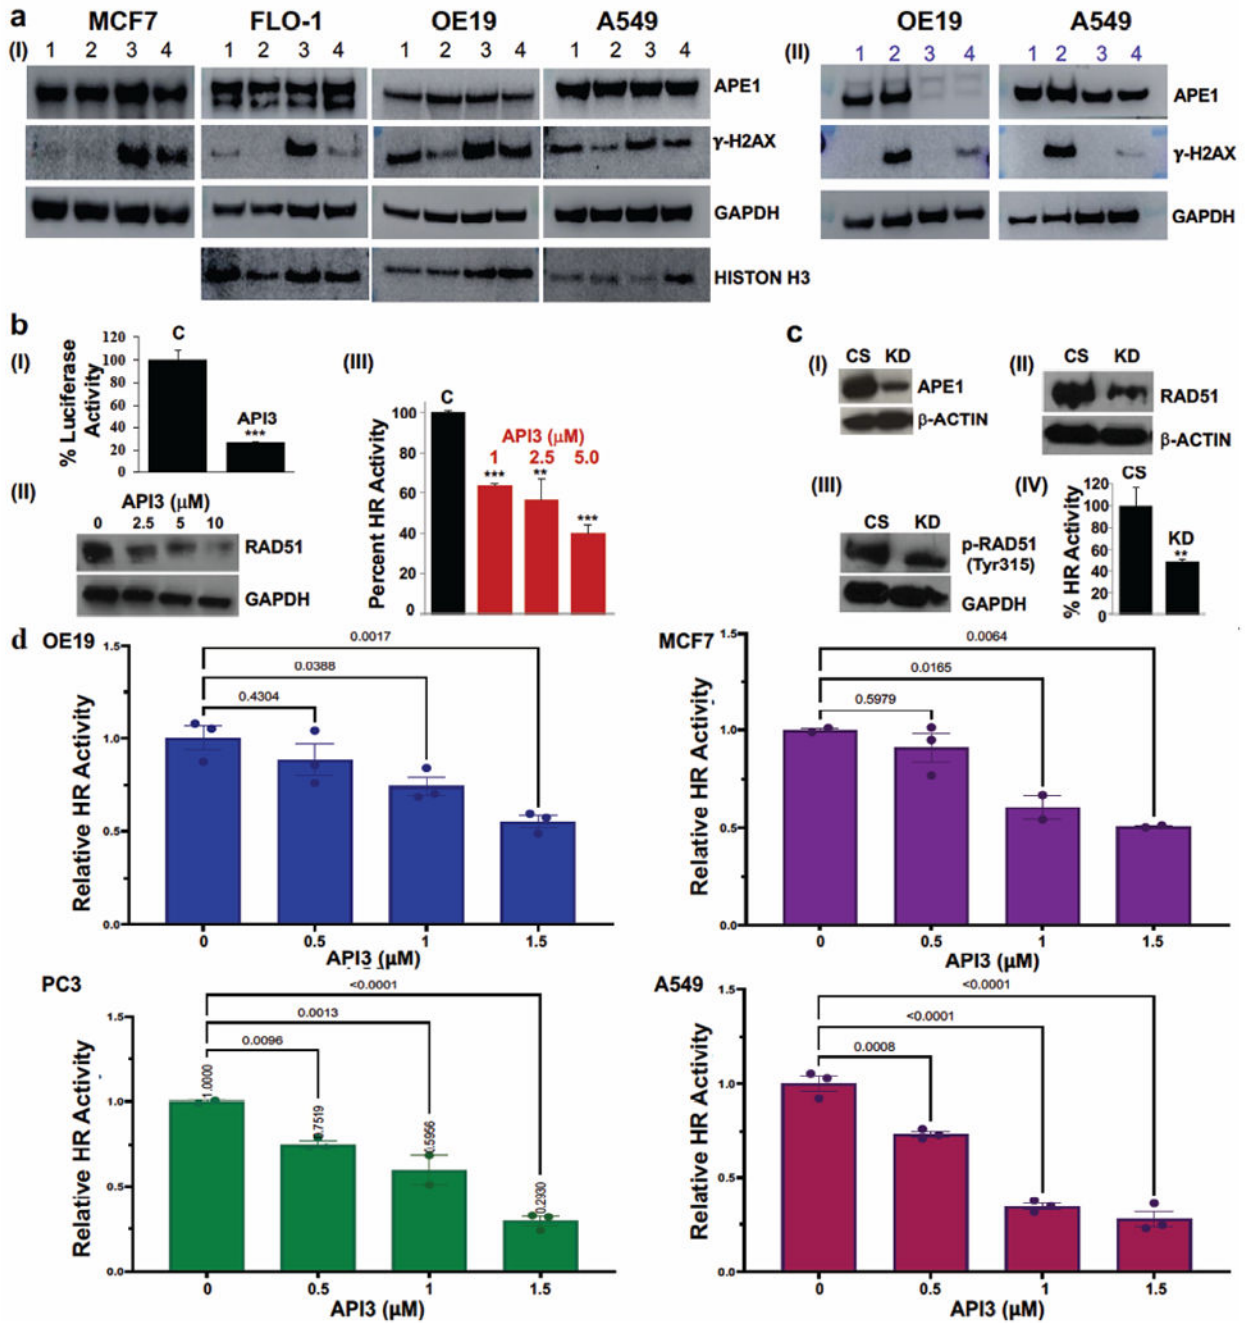 a
MCF7 FLO-1 OE19 A549 OE19 A549
(I) 1 2 3 4 1 2 3 4 1 2 3 4 1 2 3 4 (II) 1 2 3 4 1 2 3 4
APE1 APE1
γ-H2AX γ-H2AX
GAPDH GAPDH
HISTON H3
b
(I)
% Luciferase Activity
120
100
80
60
40
20
0
C
API3
***
(II)
API3 (μM)
0 2.5 5 10
RAD51
GAPDH
(III)
Percent HR Activity
100
80
60
40
20
0
C
API3 (μM)
1 2.5 5.0
*** ** ***
c
(I)
CS KD
APE1
β-ACTIN
(II)
CS KD
RAD51
β-ACTIN
(III)
CS KD
p-RAD51
(Tyr315)
GAPDH
(IV)
% HR Activity
120
100
80
60
40
20
0
CS
KD
**
d
OE19
Relative HR Activity
1.5
1.0
0.5
0.0
0.0017
0.0388
0.4304
0 0.5 1 1.5
API3 (μM)
MCF7
Relative HR Activity
1.5
1.0
0.5
0.0
0.0064
0.0165
0.5979
0 0.5 1 1.5
API3 (μM)
PC3
Relative HR Activity
1.5
1.0
0.5
0.0
<0.0001
0.0013
0.0096
1.0000
0.7519
0.5956
0.2930
0 0.5 1 1.5
API3 (μM)
A549
Relative HR Activity
1.5
1.0
0.5
0.0
<0.0001
<0.0001
0.0008
0 0.5 1 1.5
API3 (μM)